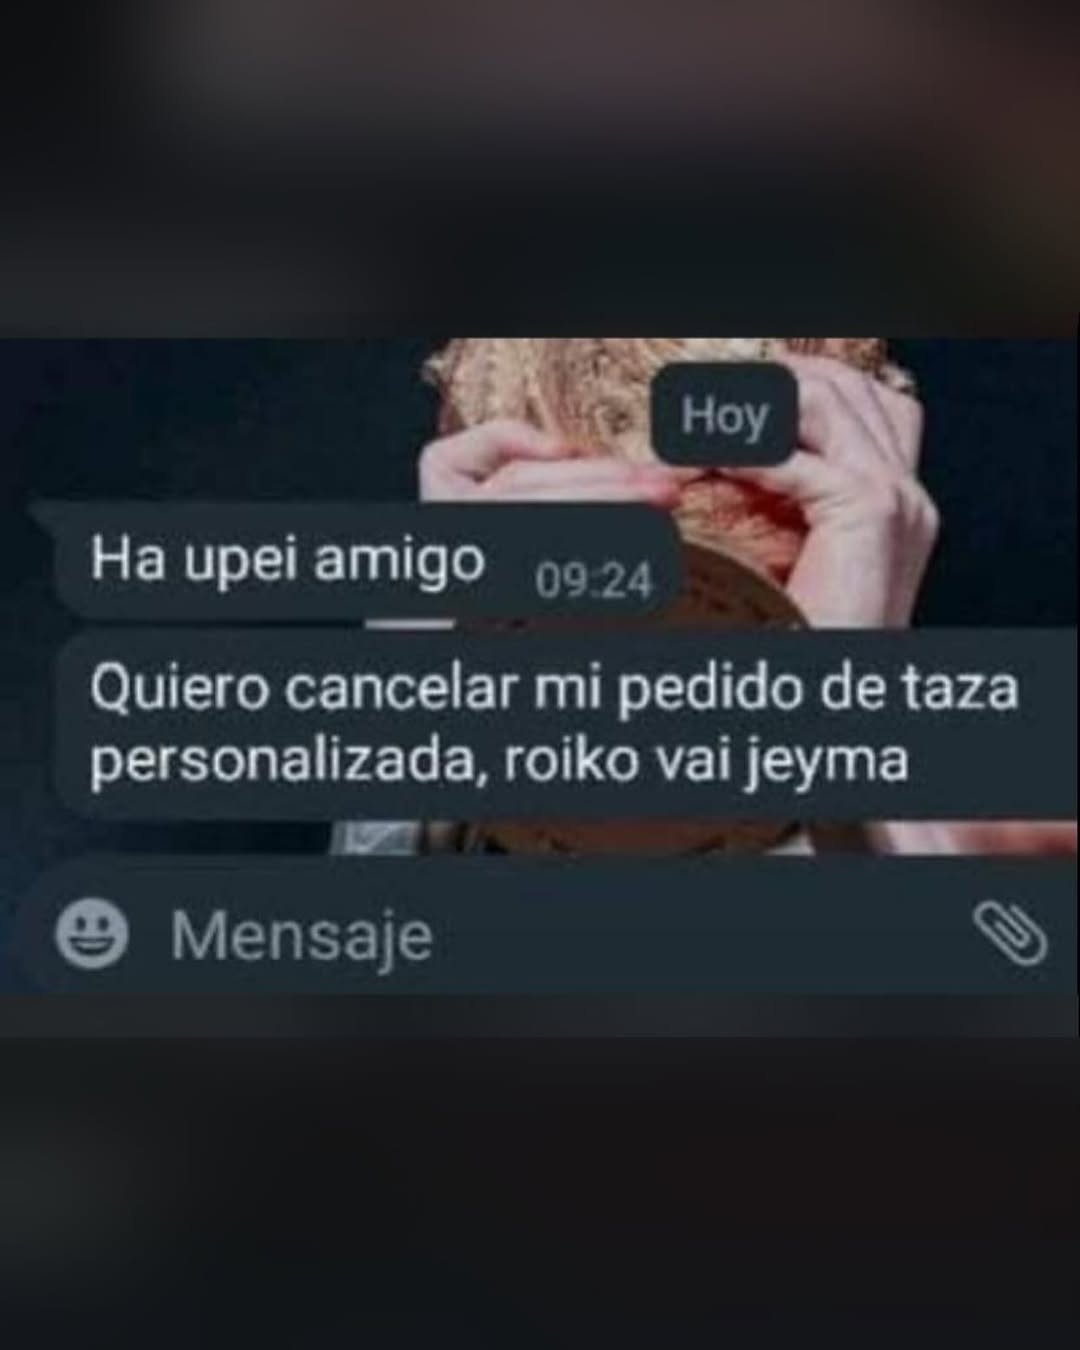 Hoy
Ha upei amigo 09:24
Quiero cancelar mi pedido de taza
personalizada, roiko vai jeyma
Mensaje